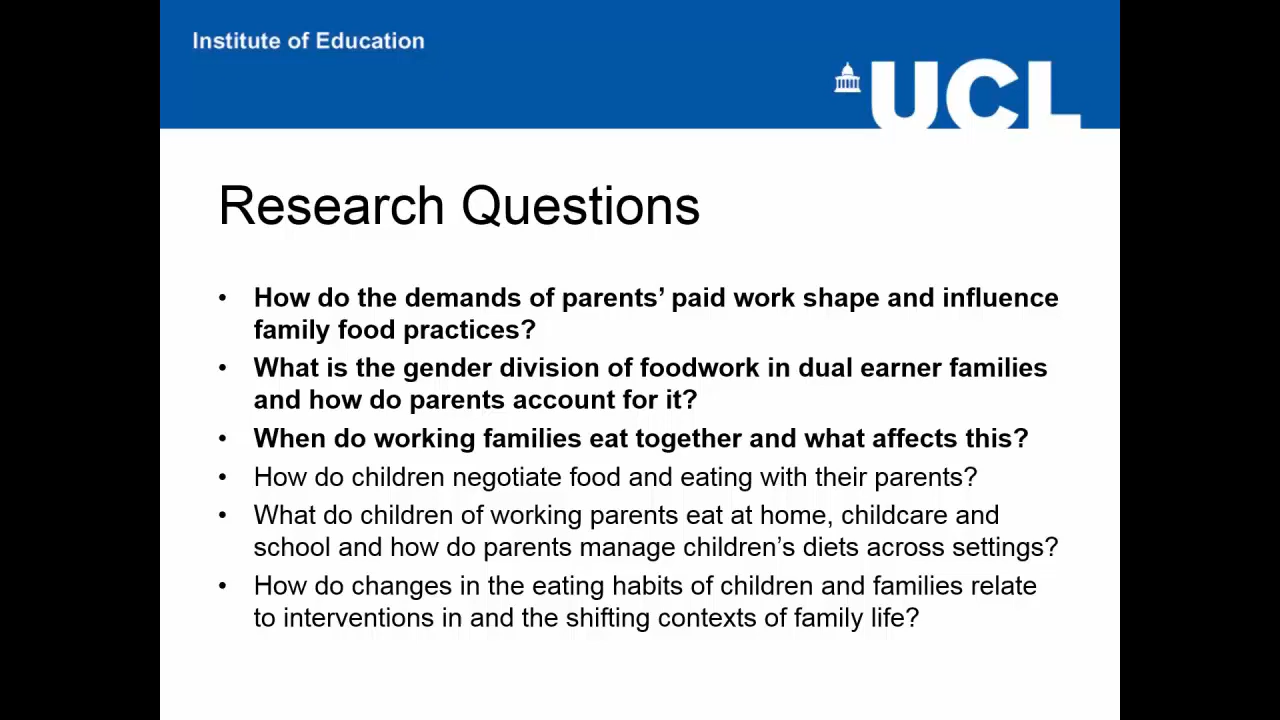 Institute of Education
UCL
Research Questions
• How do the demands of parents’ paid work shape and influence
family food practices?
• What is the gender division of foodwork in dual earner families
and how do parents account for it?
• When do working families eat together and what affects this?
• How do children negotiate food and eating with their parents?
• What do children of working parents eat at home, childcare and
school and how do parents manage children’s diets across settings?
• How do changes in the eating habits of children and families relate
to interventions in and the shifting contexts of family life?